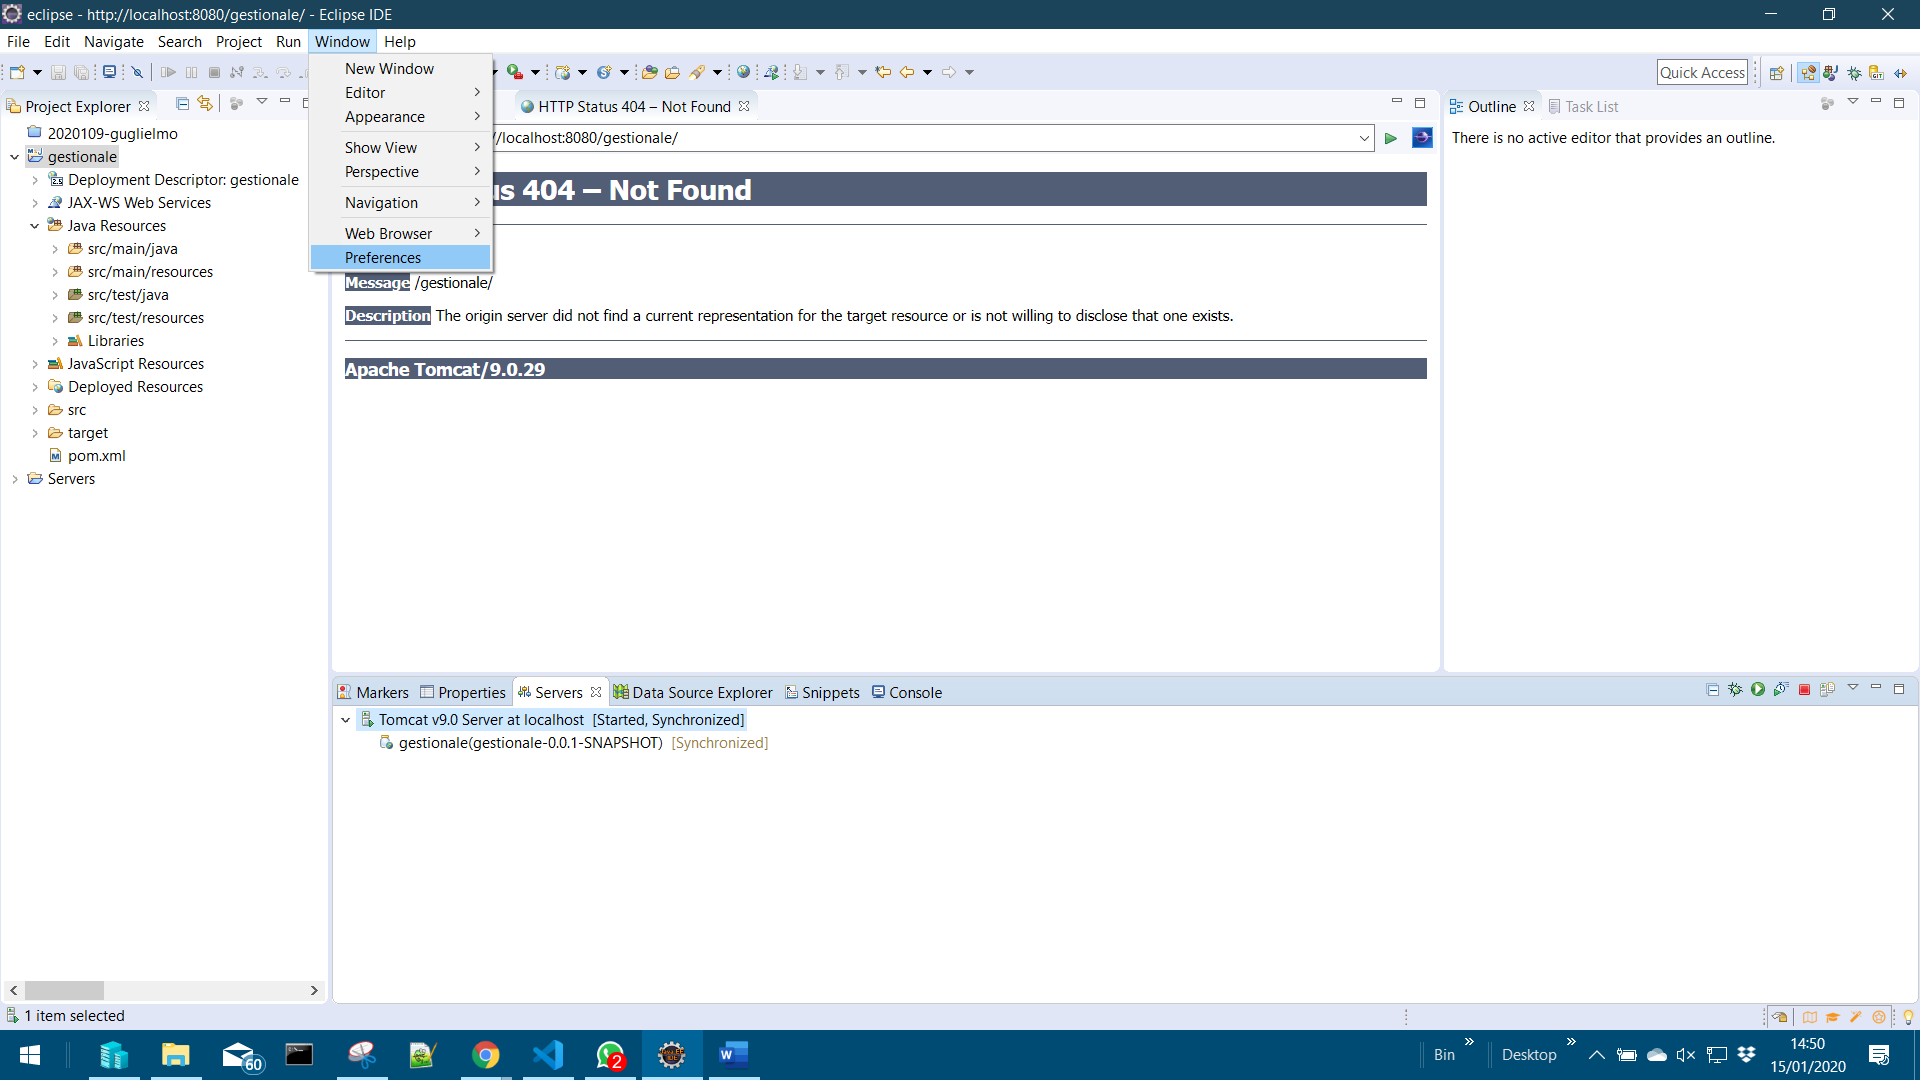 eclipse - http://localhost:8080/gestionale/ - Eclipse IDE
File Edit Navigate Search Project Run Window Help
Quick Access
New Window
Editor
Appearance
Show View
Perspective
Navigation
Web Browser
Preferences
Project Explorer
2020109-guglielmo
gestionale
Deployment Descriptor: gestionale
JAX-WS Web Services
Java Resources
src/main/java
src/main/resources
src/test/java
src/test/resources
Libraries
JavaScript Resources
Deployed Resources
src
target
pom.xml
Servers
HTTP Status 404 – Not Found
/localhost:8080/gestionale/
us 404 – Not Found
Message /gestionale/
Description The origin server did not find a current representation for the target resource or is not willing to disclose that one exists.
Apache Tomcat/9.0.29
Outline Task List
There is no active editor that provides an outline.
Markers Properties Servers Data Source Explorer Snippets Console
Tomcat v9.0 Server at localhost [Started, Synchronized]
gestionale(gestionale-0.0.1-SNAPSHOT) [Synchronized]
1 item selected
60
2
Bin
Desktop
14:50
15/01/2020